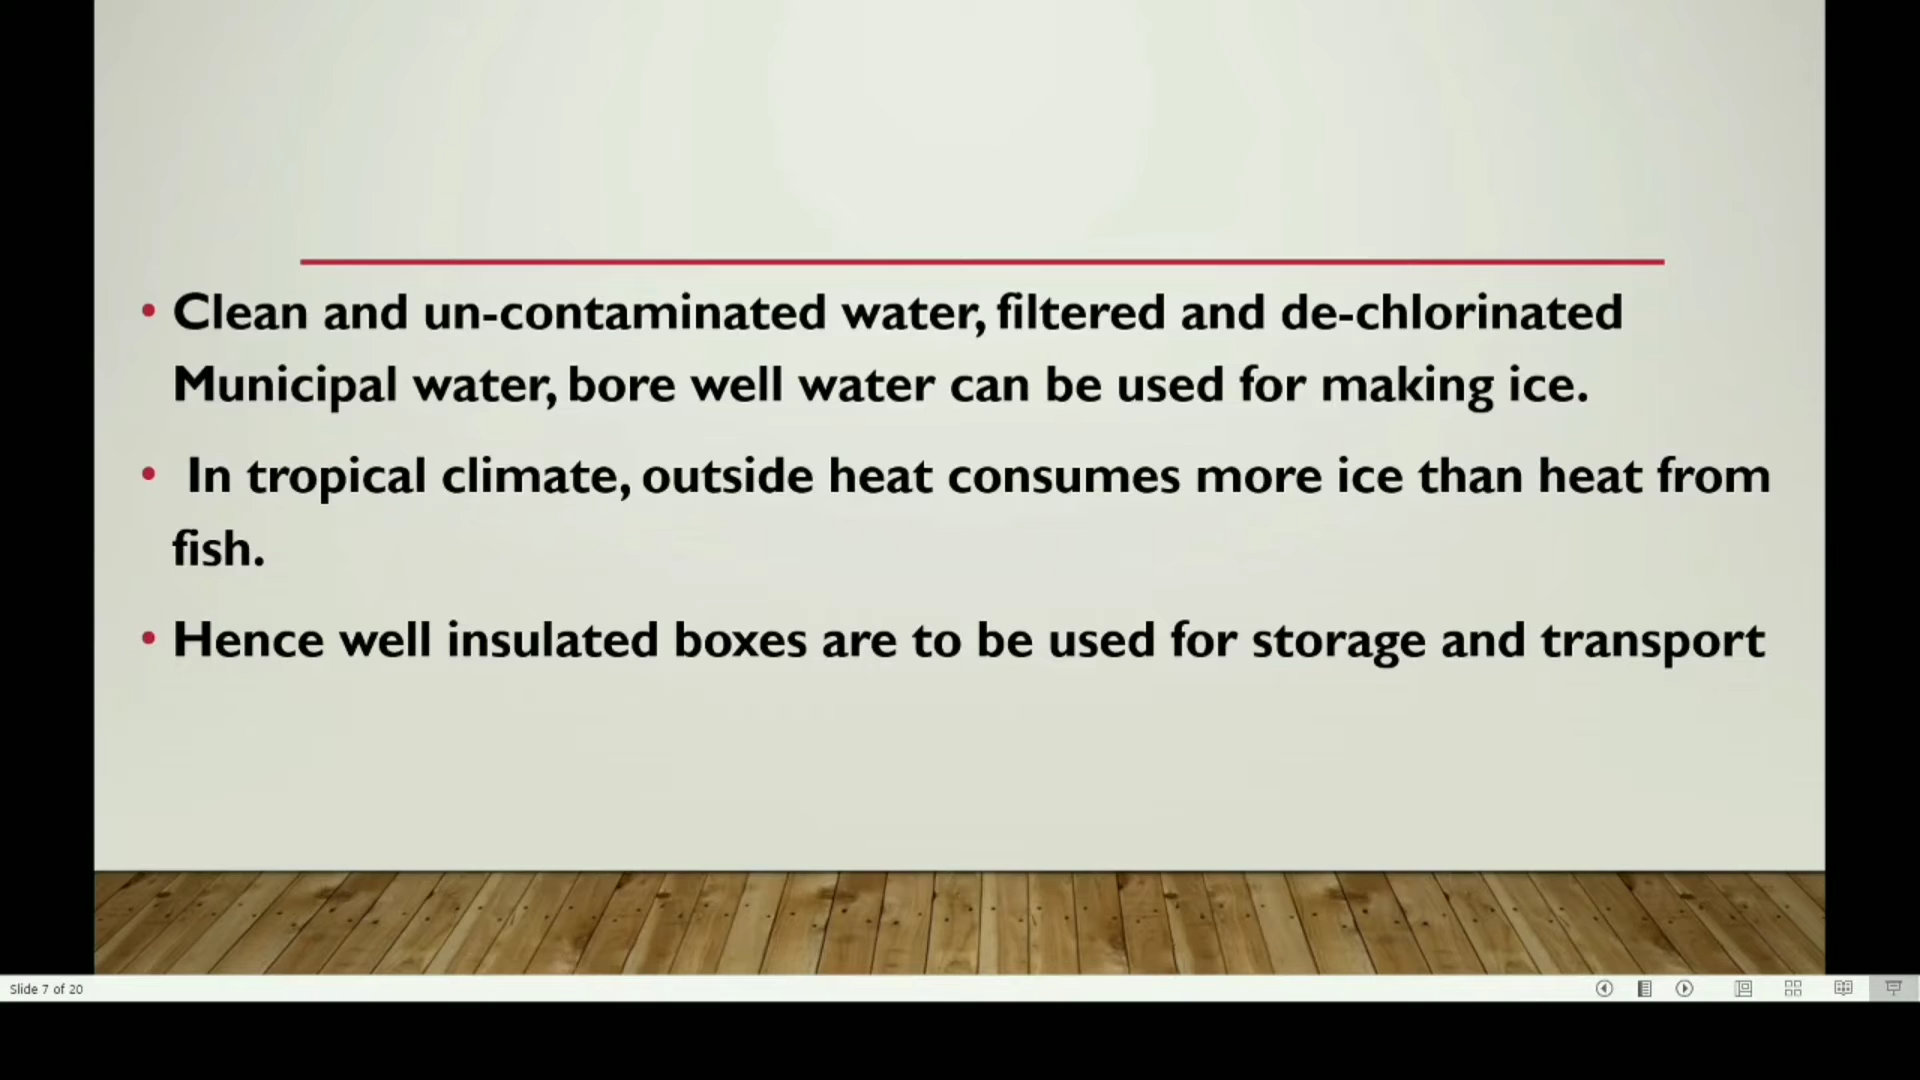 • Clean and un-contaminated water, filtered and de-chlorinated
Municipal water, bore well water can be used for making ice.
• In tropical climate, outside heat consumes more ice than heat from
fish.
• Hence well insulated boxes are to be used for storage and transport
Slide 7 of 20